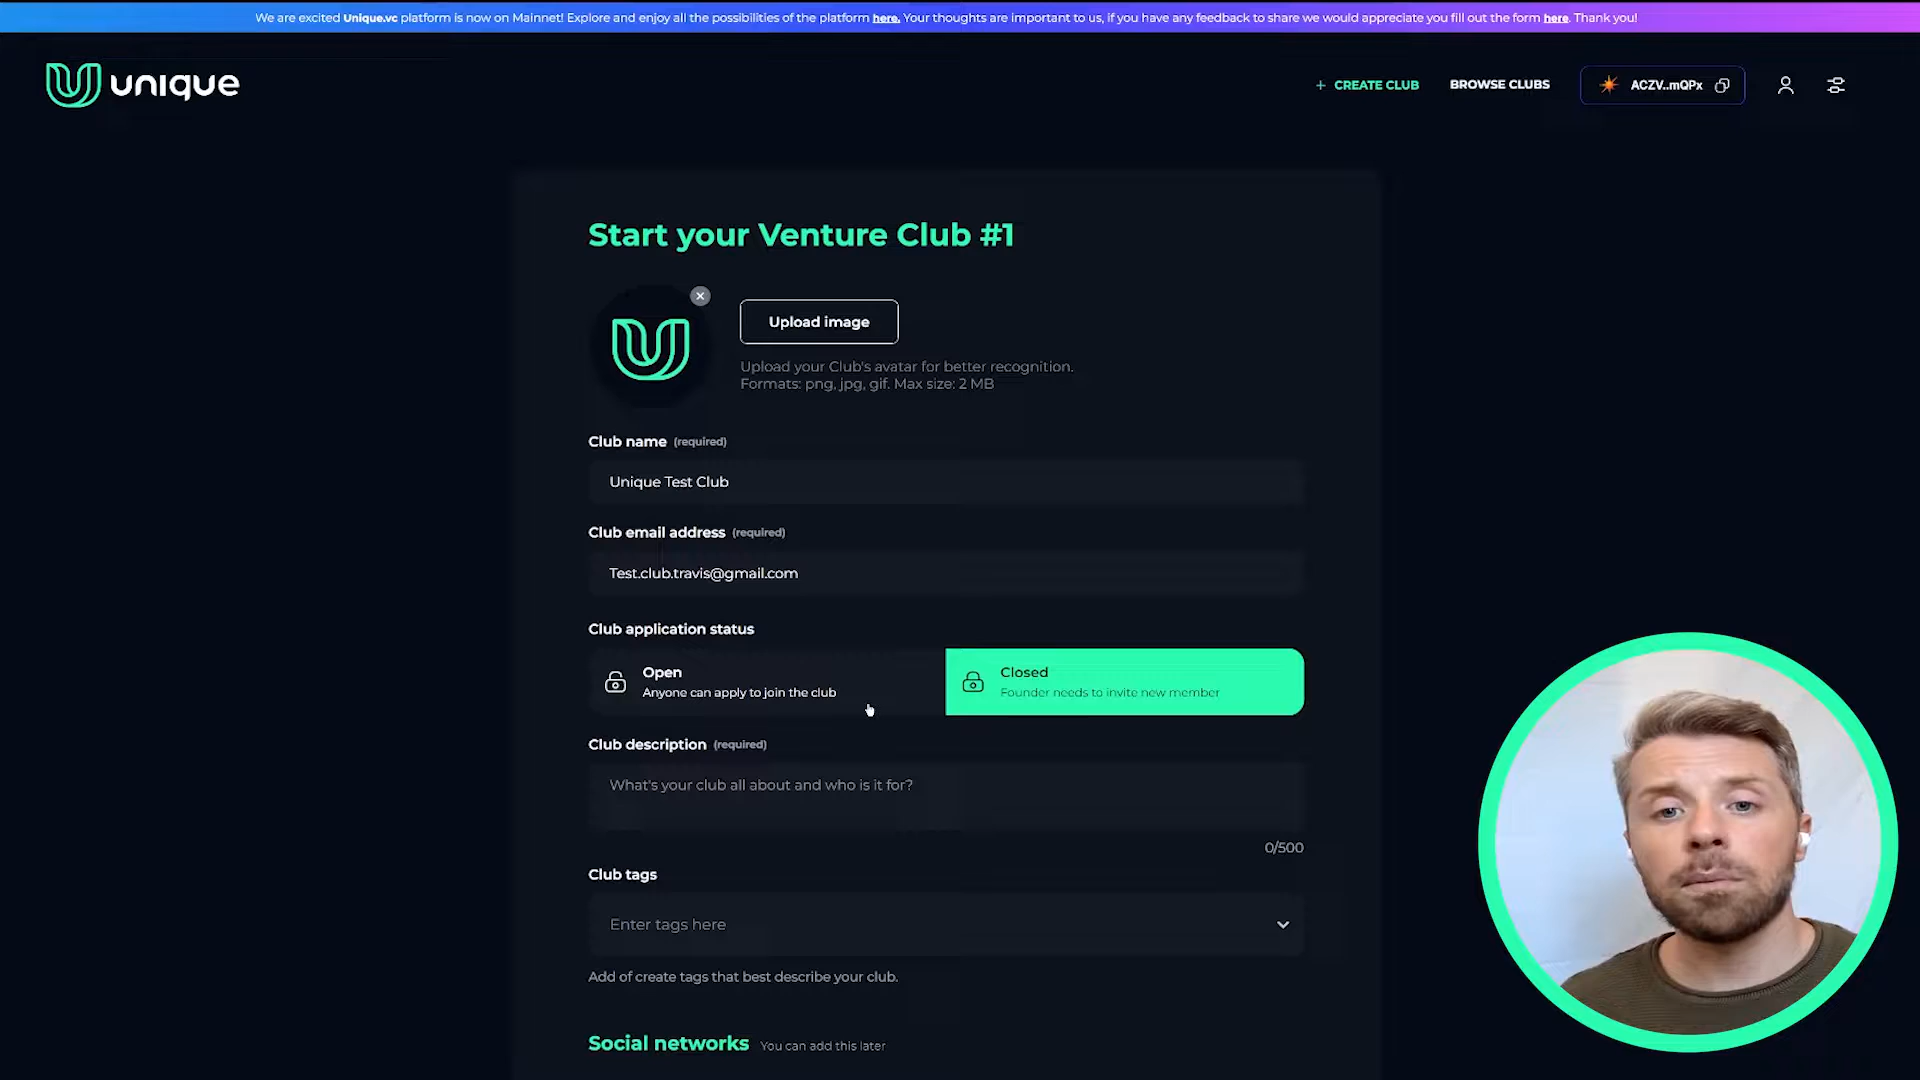 We are excited Unique.vc platform is now on Mainnet! Explore and enjoy all the possibilities of the platform here. Your thoughts are important to us, if you have any feedback to share we would appreciate you fill out the form here. Thank you!
unique
+ CREATE CLUB
BROWSE CLUBS
ACZV..mQPx
Start your Venture Club #1
Upload image
Upload your Club's avatar for better recognition.
Formats: png, jpg, gif. Max size: 2 MB
Club name (required)
Unique Test Club
Club email address (required)
Test.club.travis@gmail.com
Club application status
Open
Anyone can apply to join the club
Closed
Founder needs to invite new member
Club description (required)
What's your club all about and who is it for?
0/500
Club tags
Enter tags here
Add of create tags that best describe your club.
Social networks You can add this later